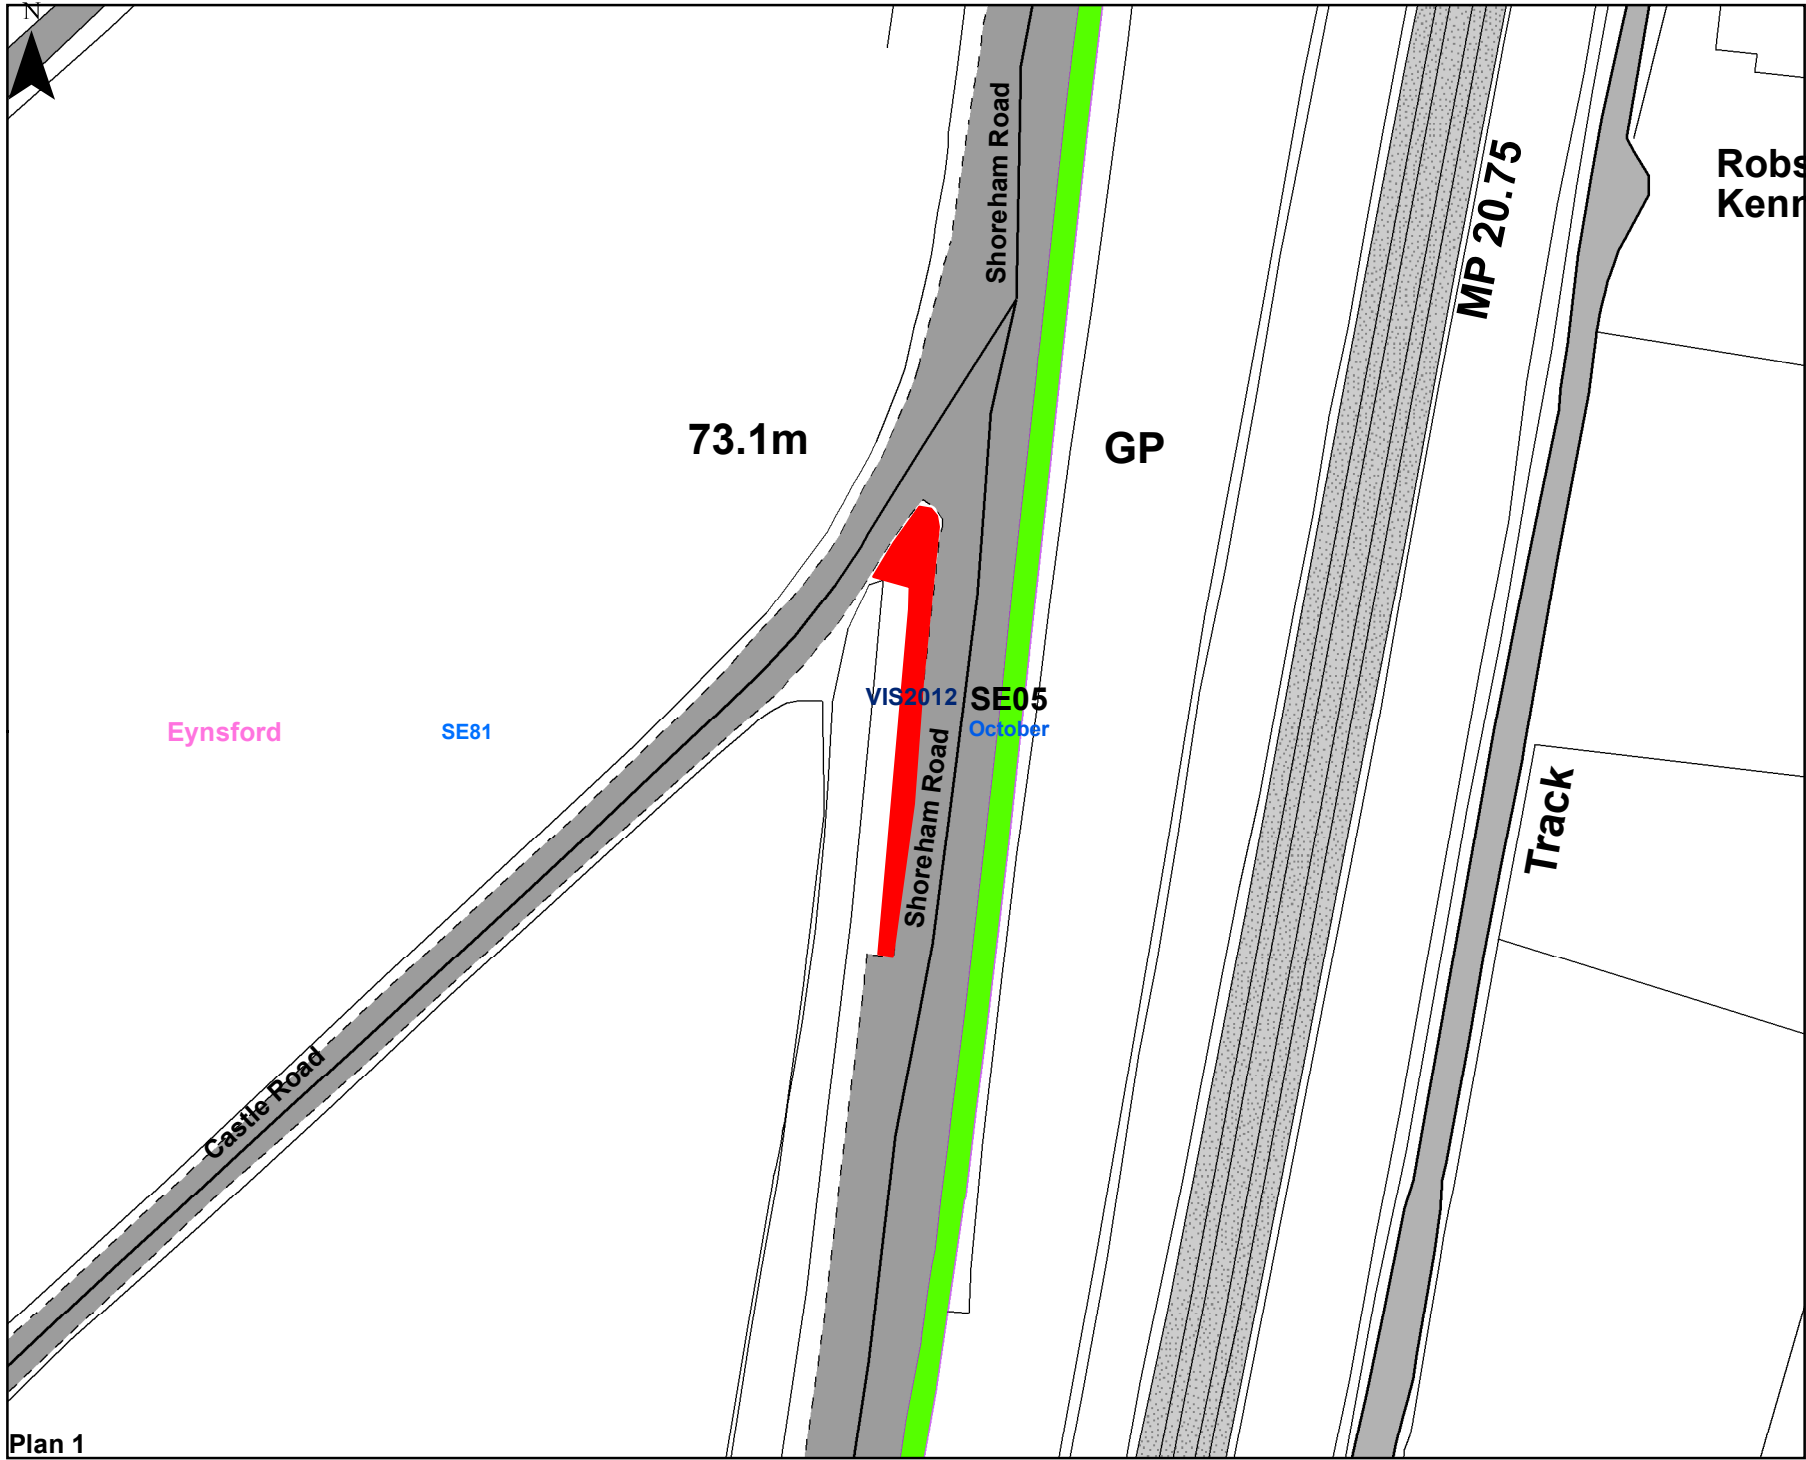 N
Shoreham Road
MP 20.75
Robs
Kenr
73.1m
GP
VIS2012
SE05
October
Eynsford
SE81
Shoreham Road
Track
Castle Road
Plan 1